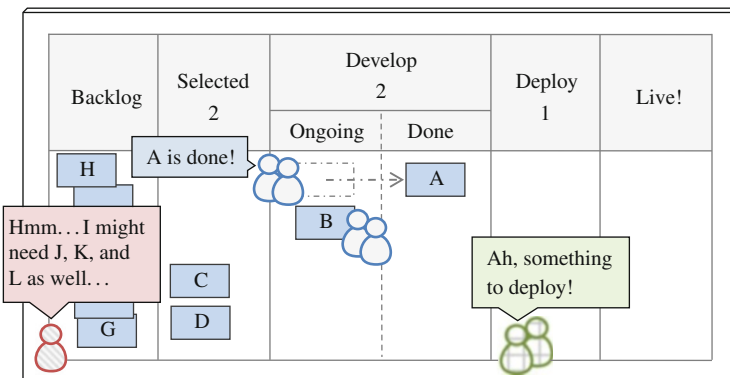 Backlog
Selected
2
Develop
2
Ongoing
Done
Deploy
1
Live!
A is done!
H
A
B
Hmm...I might
need J, K, and
L as well...
C
D
G
Ah, something
to deploy!